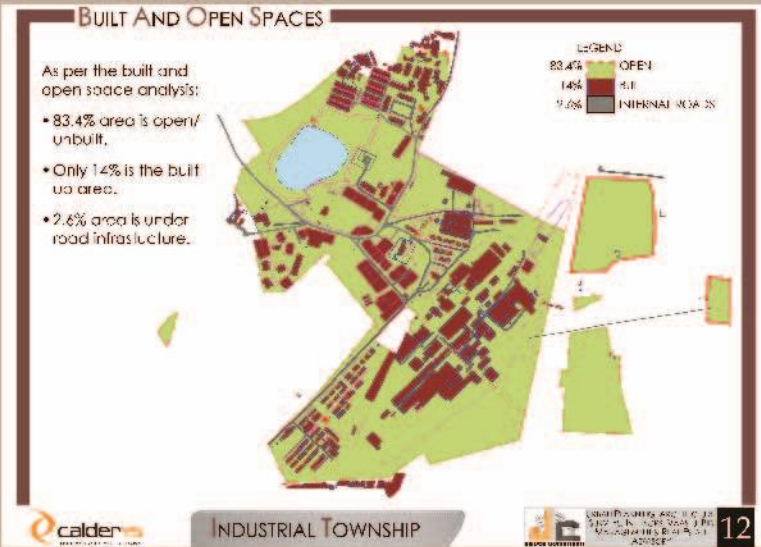 BUILT AND OPEN SPACES
As per the built and
open space analysis:
• 83.4% area is open/
unbuilt.
• Only 14% is the built
up area.
• 2.6% area is under
road infrastucture.
LEGEND
83.4% OPEN
14%
2.6% INTERNAL ROADS
calderys
INDUSTRIAL TOWNSHIP
12